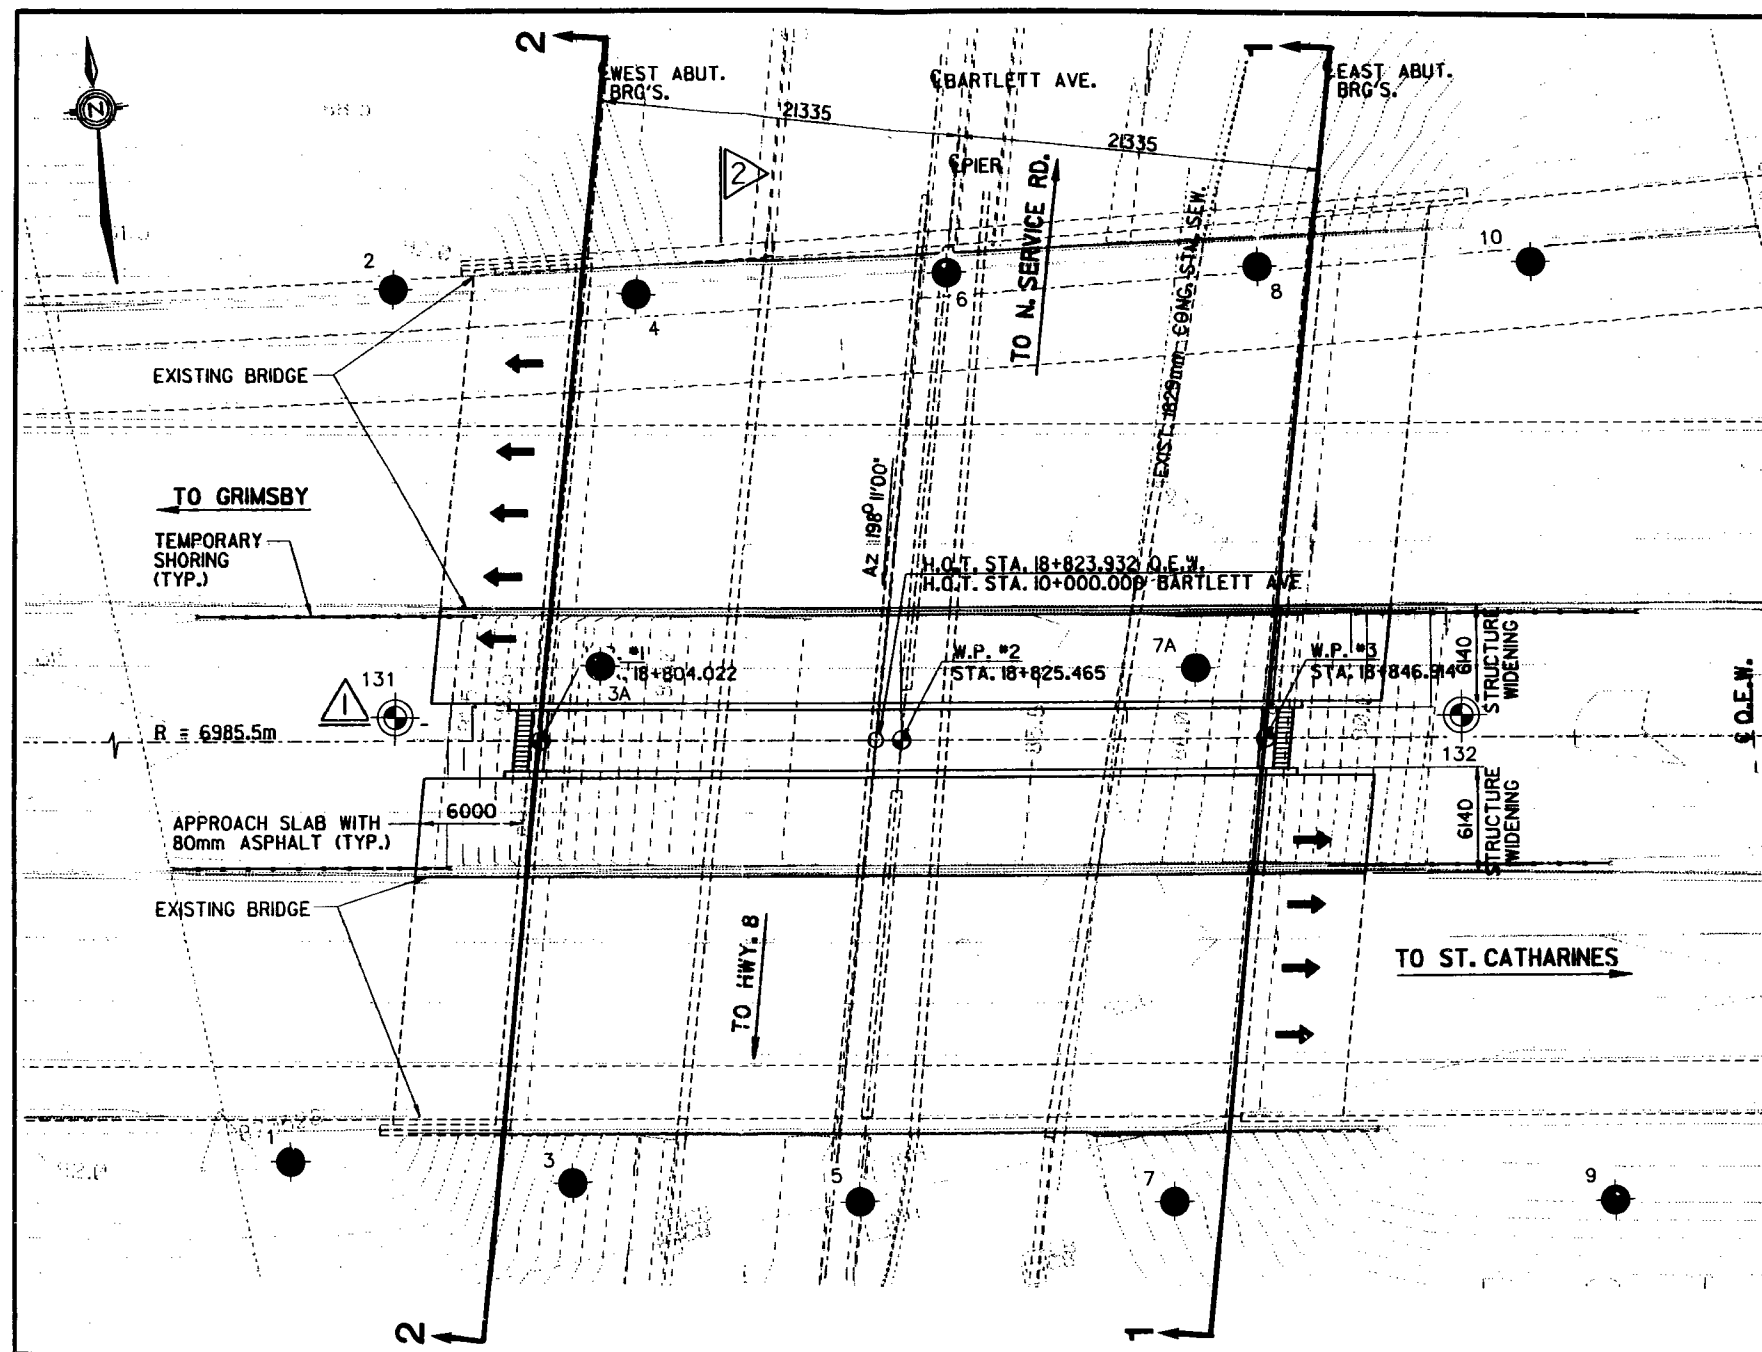 2
1
N
WEST ABUT.
BRG'S.
℄BARTLETT AVE.
EAST ABUT.
BRG'S.
21335
21335
2
℄PIER
TO N. SERVICE RD.
EXIST. 1829mm CONC. STM. SEW.
2
4
6
8
10
EXISTING BRIDGE
TO GRIMSBY
TEMPORARY
SHORING
(TYP.)
Az 198° 11'00"
H.O.T. STA. 18+823.932 Q.E.W.
H.O.T. STA. 10+000.000 BARTLETT AVE
131
1
#1
18+804.022
3A
W.P. #2
STA. 18+825.465
7A
W.P. #3
STA. 18+846.914
6140
STRUCTURE
WIDENING
132
℄ Q.E.W.
R = 6985.5m
6000
APPROACH SLAB WITH
80mm ASPHALT (TYP.)
6140
STRUCTURE
WIDENING
EXISTING BRIDGE
TO HWY. 8
TO ST. CATHARINES
1
3
5
7
9
92.0
2
1